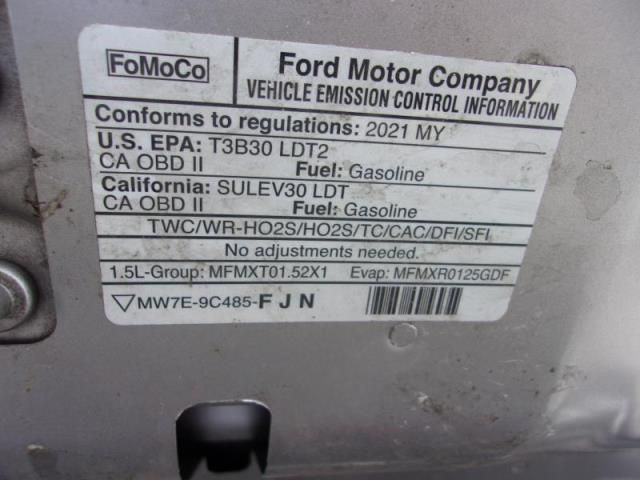 FoMoCo
Ford Motor Company
VEHICLE EMISSION CONTROL INFORMATION
Conforms to regulations: 2021 MY
U.S. EPA: T3B30 LDT2
CA OBD II Fuel: Gasoline
California: SULEV30 LDT
CA OBD II Fuel: Gasoline
TWC/WR-HO2S/HO2S/TC/CAC/DFI/SFI
No adjustments needed.
1.5L-Group: MFMXT01.52X1 Evap: MFMXR0125GDF
MW7E-9C485-FJN